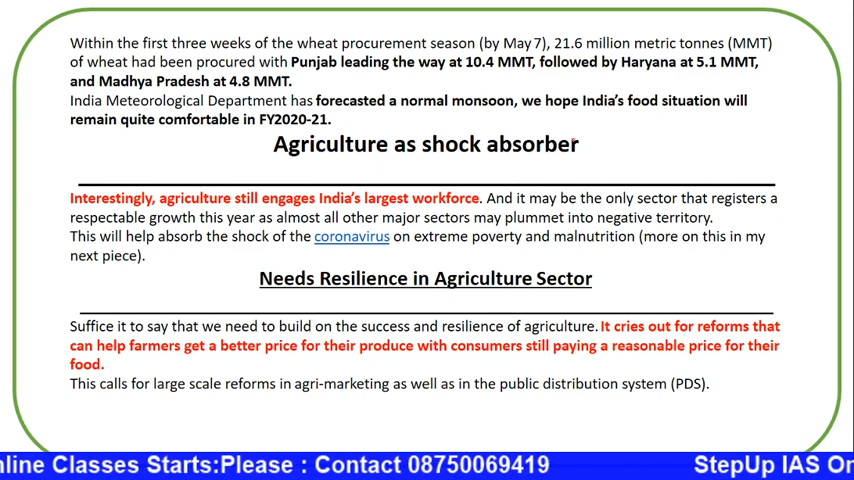 Within the first three weeks of the wheat procurement season (by May 7), 21.6 million metric tonnes (MMT)
of wheat had been procured with Punjab leading the way at 10.4 MMT, followed by Haryana at 5.1 MMT,
and Madhya Pradesh at 4.8 MMT.
India Meteorological Department has forecasted a normal monsoon, we hope India's food situation will
remain quite comfortable in FY2020-21.
Agriculture as shock absorber
Interestingly, agriculture still engages India's largest workforce. And it may be the only sector that registers a
respectable growth this year as almost all other major sectors may plummet into negative territory.
This will help absorb the shock of the coronavirus on extreme poverty and malnutrition (more on this in my
next piece).
Needs Resilience in Agriculture Sector
Suffice it to say that we need to build on the success and resilience of agriculture. It cries out for reforms that
can help farmers get a better price for their produce with consumers still paying a reasonable price for their
food.
This calls for large scale reforms in agri-marketing as well as in the public distribution system (PDS).
nline Classes Starts:Please : Contact 08750069419 StepUp IAS On